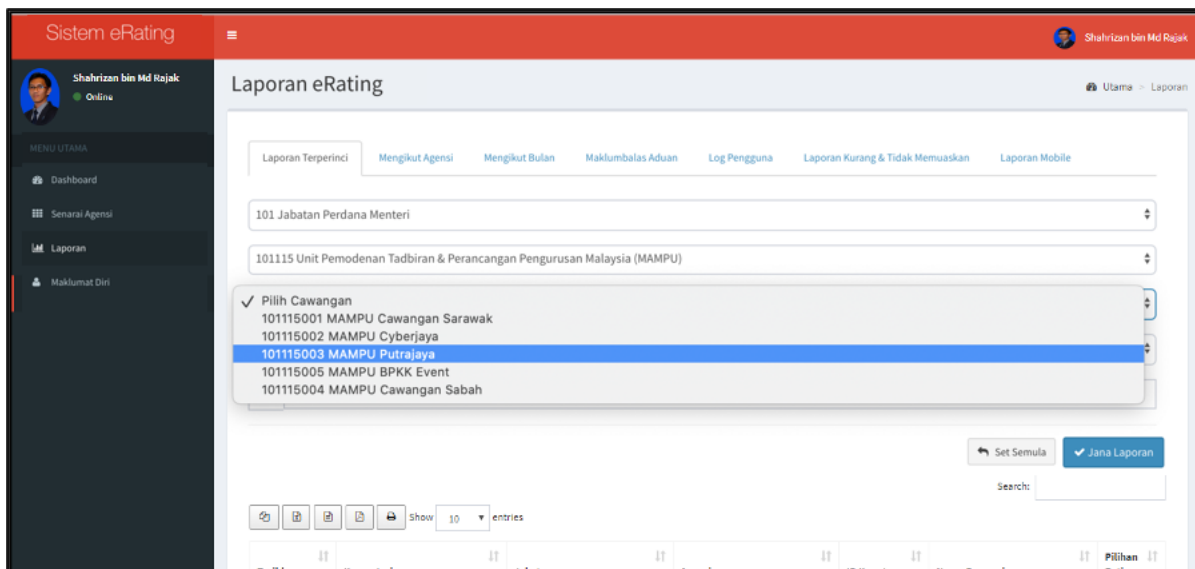 Sistem eRating
Shahrizan bin Md Rajak
Shahrizan bin Md Rajak
Online
Laporan eRating
Utama > Laporan
MENU UTAMA
Dashboard
Senarai Agensi
Laporan
Maklumat Diri
Laporan Terperinci Mengikut Agensi Mengikut Bulan Maklumbalas Aduan Log Pengguna Laporan Kurang & Tidak Memuaskan Laporan Mobile
101 Jabatan Perdana Menteri
101115 Unit Pemodenan Tadbiran & Perancangan Pengurusan Malaysia (MAMPU)
✓ Pilih Cawangan
101115001 MAMPU Cawangan Sarawak
101115002 MAMPU Cyberjaya
101115003 MAMPU Putrajaya
101115005 MAMPU BPKK Event
101115004 MAMPU Cawangan Sabah
Set Semula Jana Laporan
Search:
Show 10 entries
Pilihan